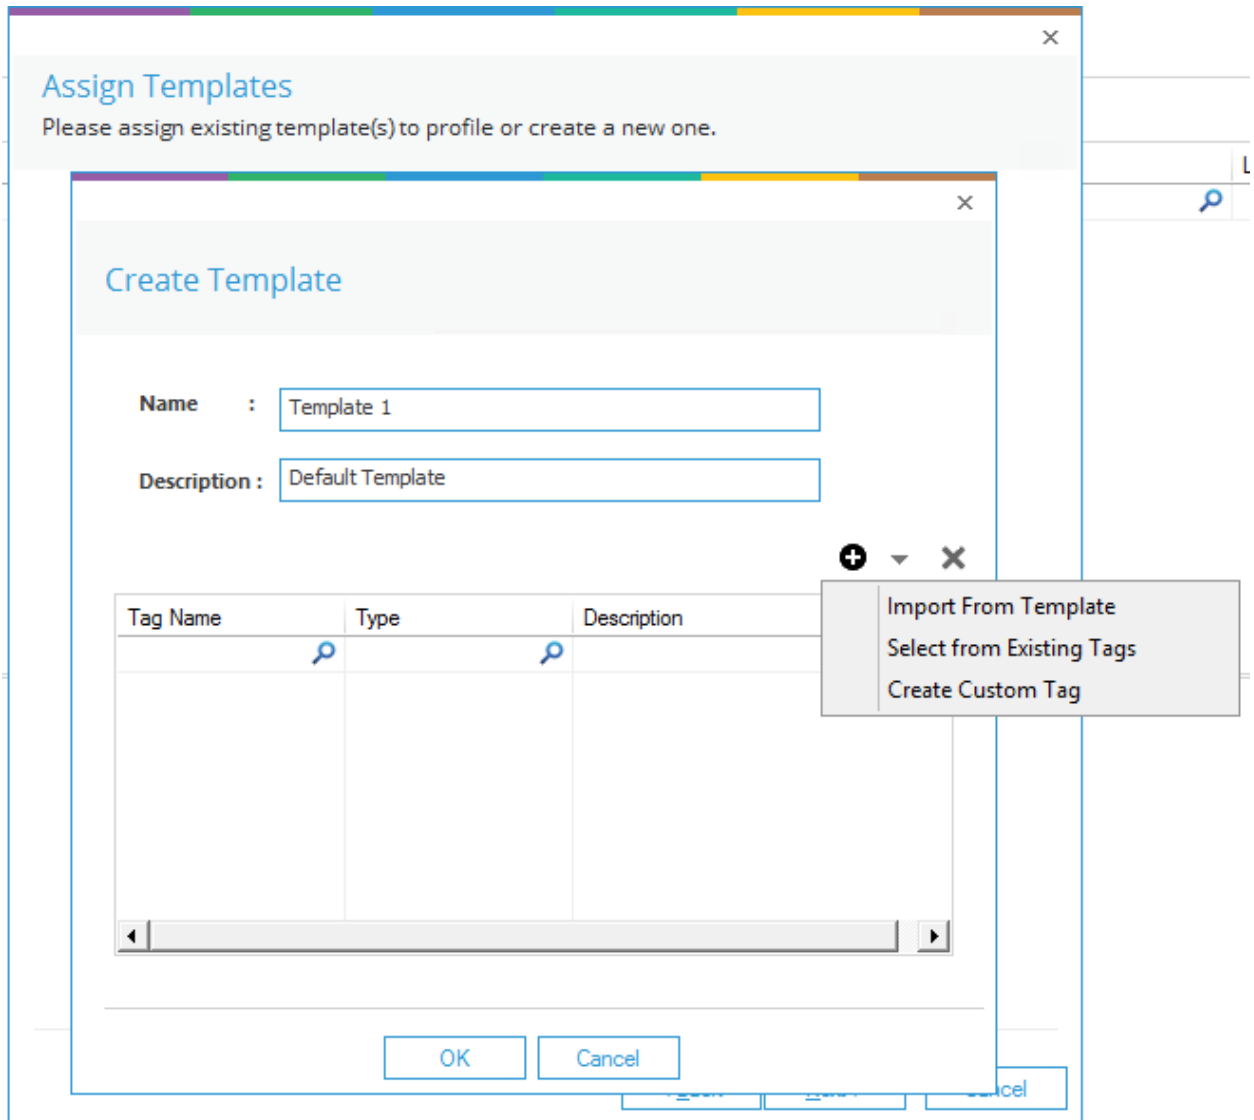 Assign Templates
Please assign existing template(s) to profile or create a new one.
L
Create Template
Name : Template 1
Description : Default Template
Import From Template
Tag Name Type Description
Select from Existing Tags
Create Custom Tag
OK Cancel